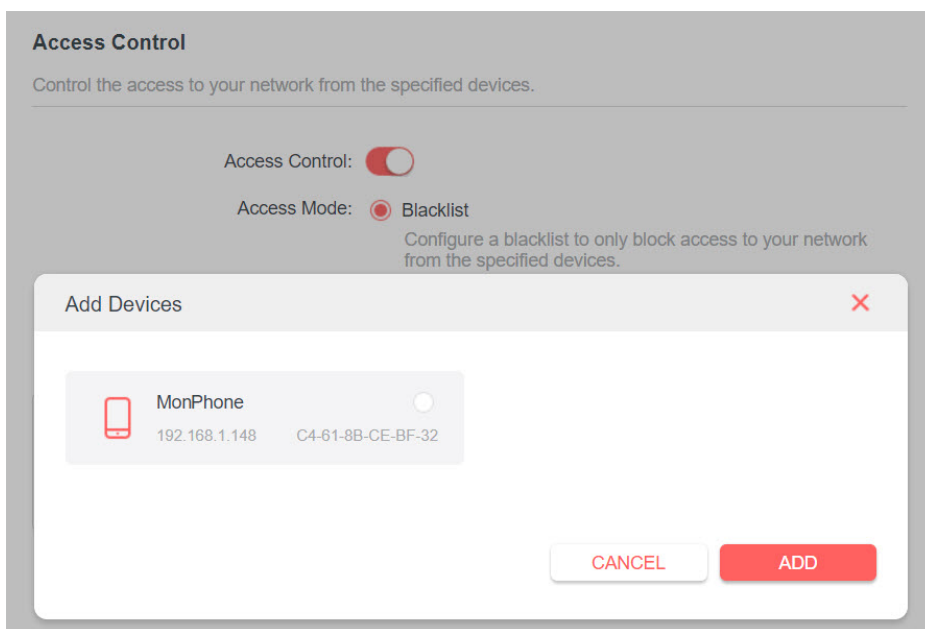 Access Control
Control the access to your network from the specified devices.
Access Control:
Access Mode: Blacklist
Configure a blacklist to only block access to your network
from the specified devices.
Add Devices
MonPhone
192.168.1.148 C4-61-8B-CE-BF-32
CANCEL ADD